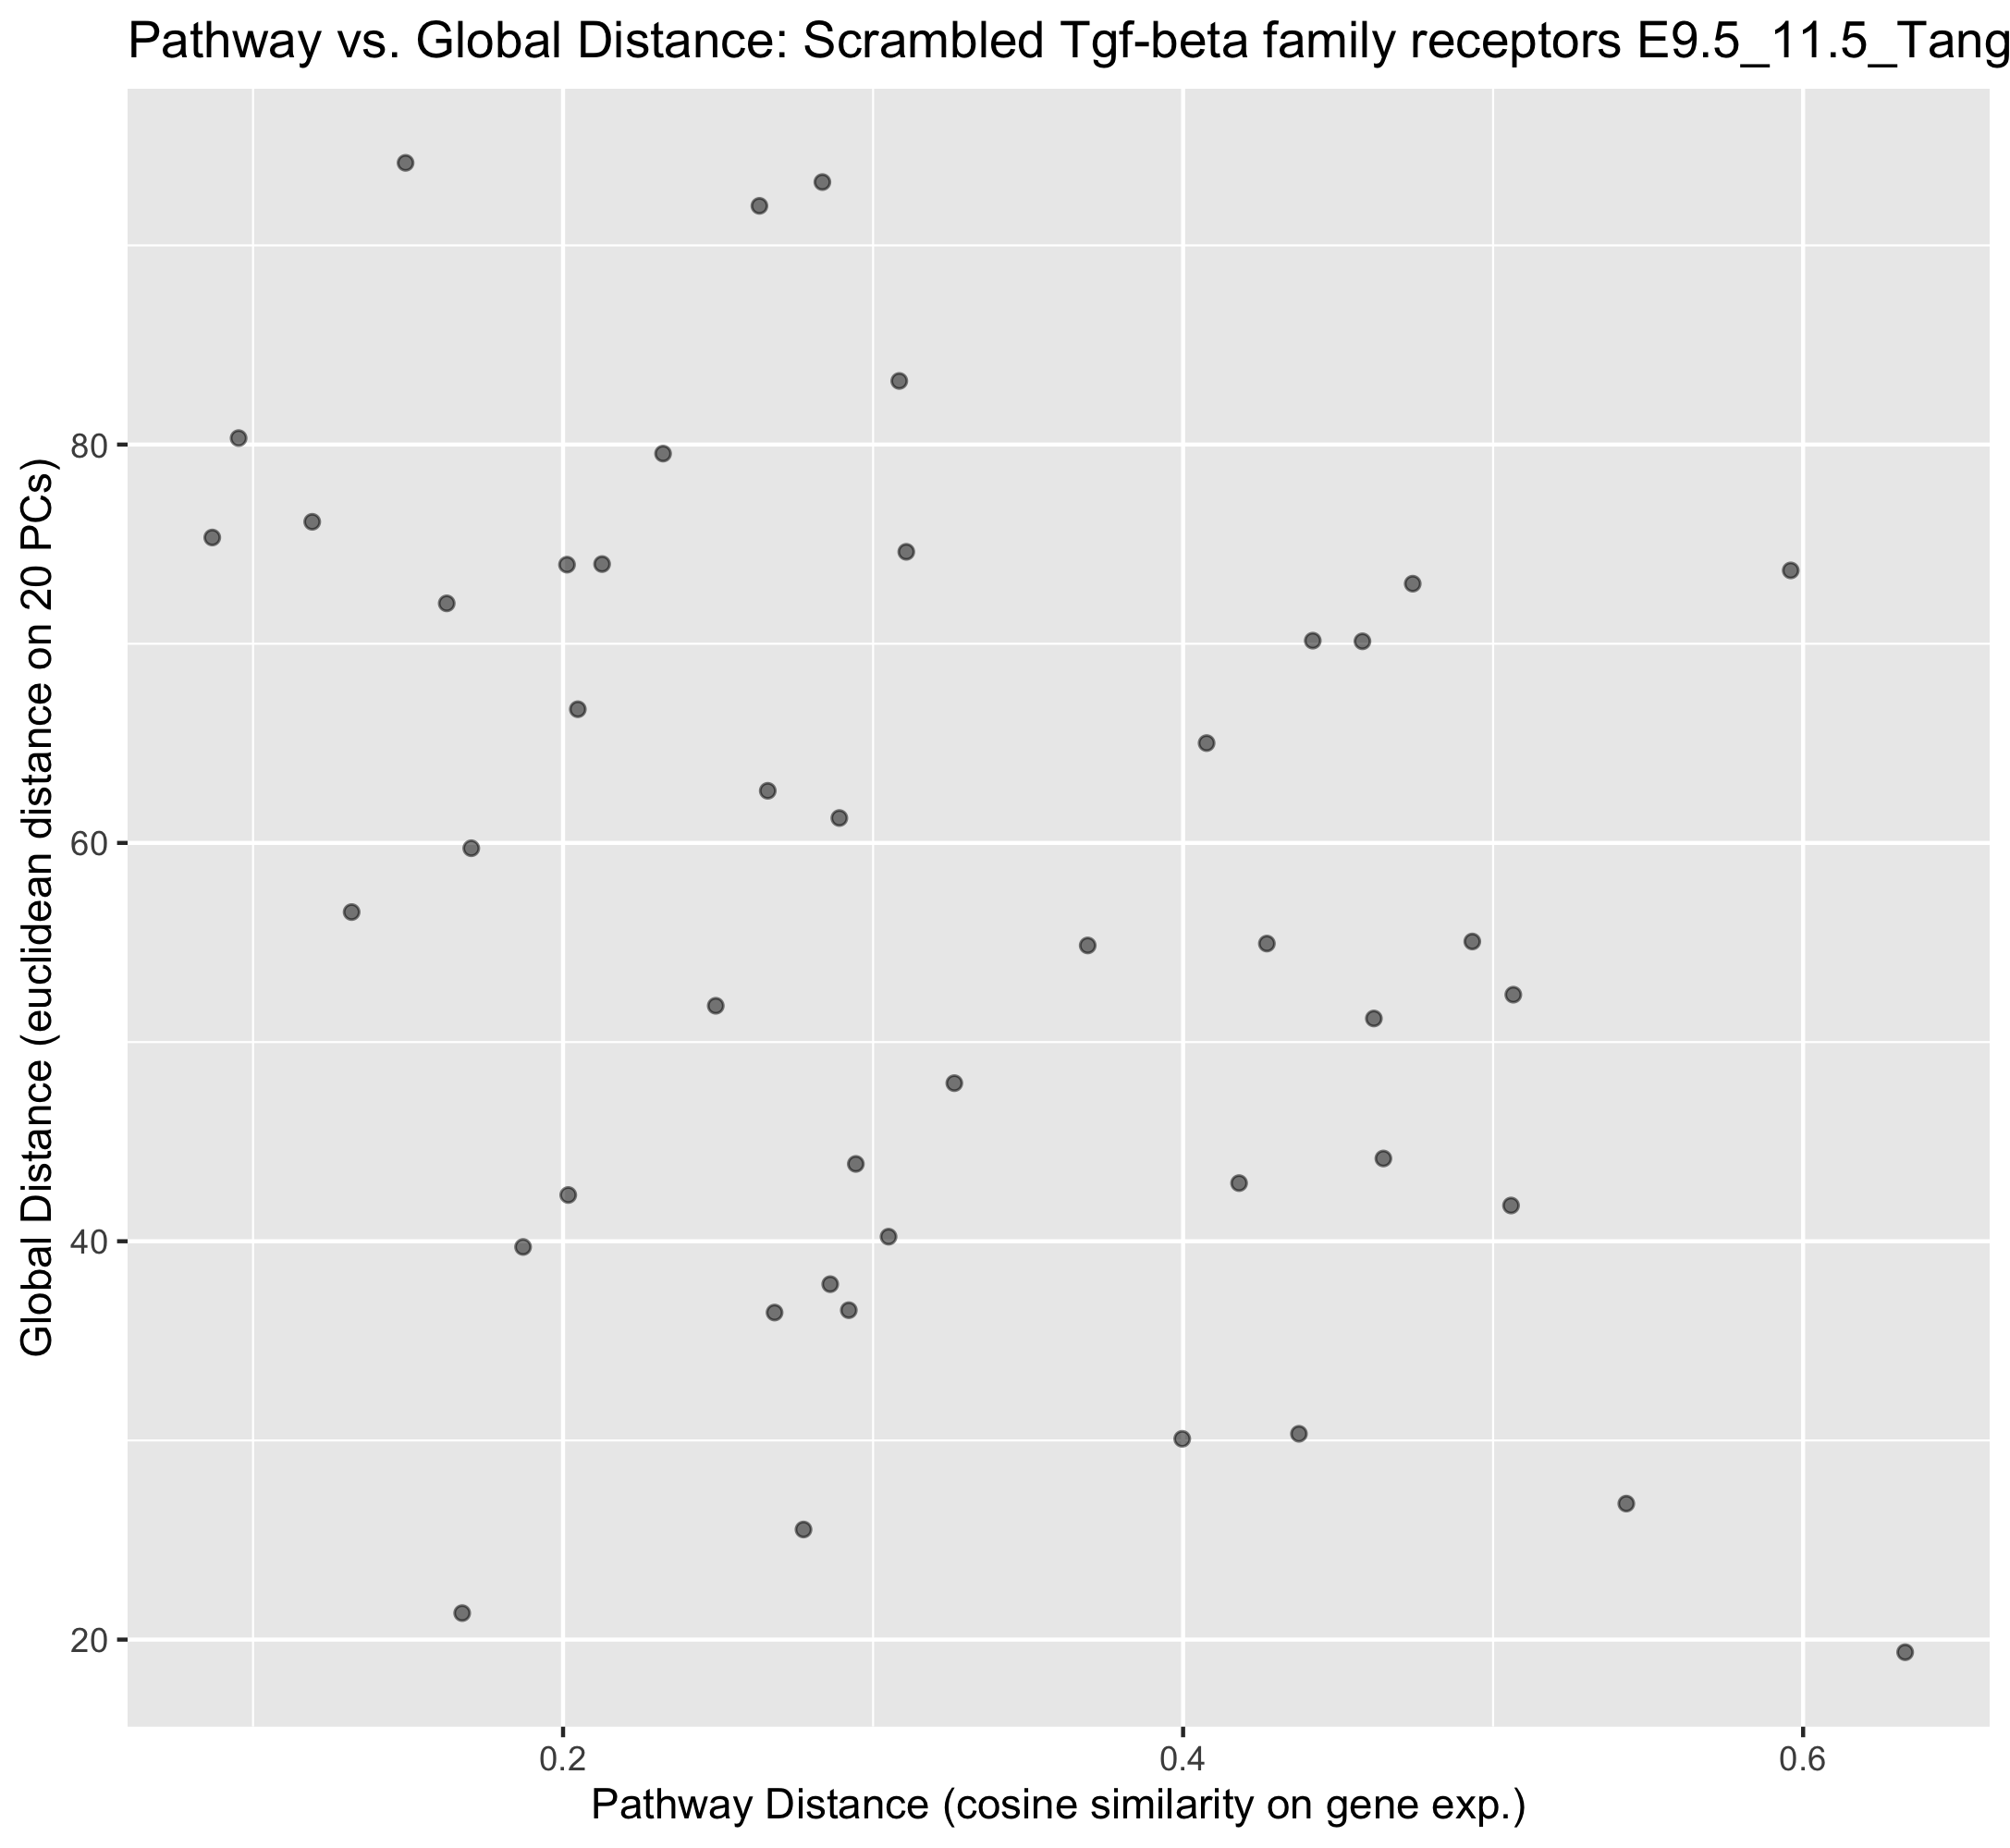 Pathway vs. Global Distance: Scrambled Tgf-beta family receptors E9.5_11.5_Tang
Global Distance (euclidean distance on 20 PCs)
80
60
40
20
0.2
0.4
0.6
Pathway Distance (cosine similarity on gene exp.)